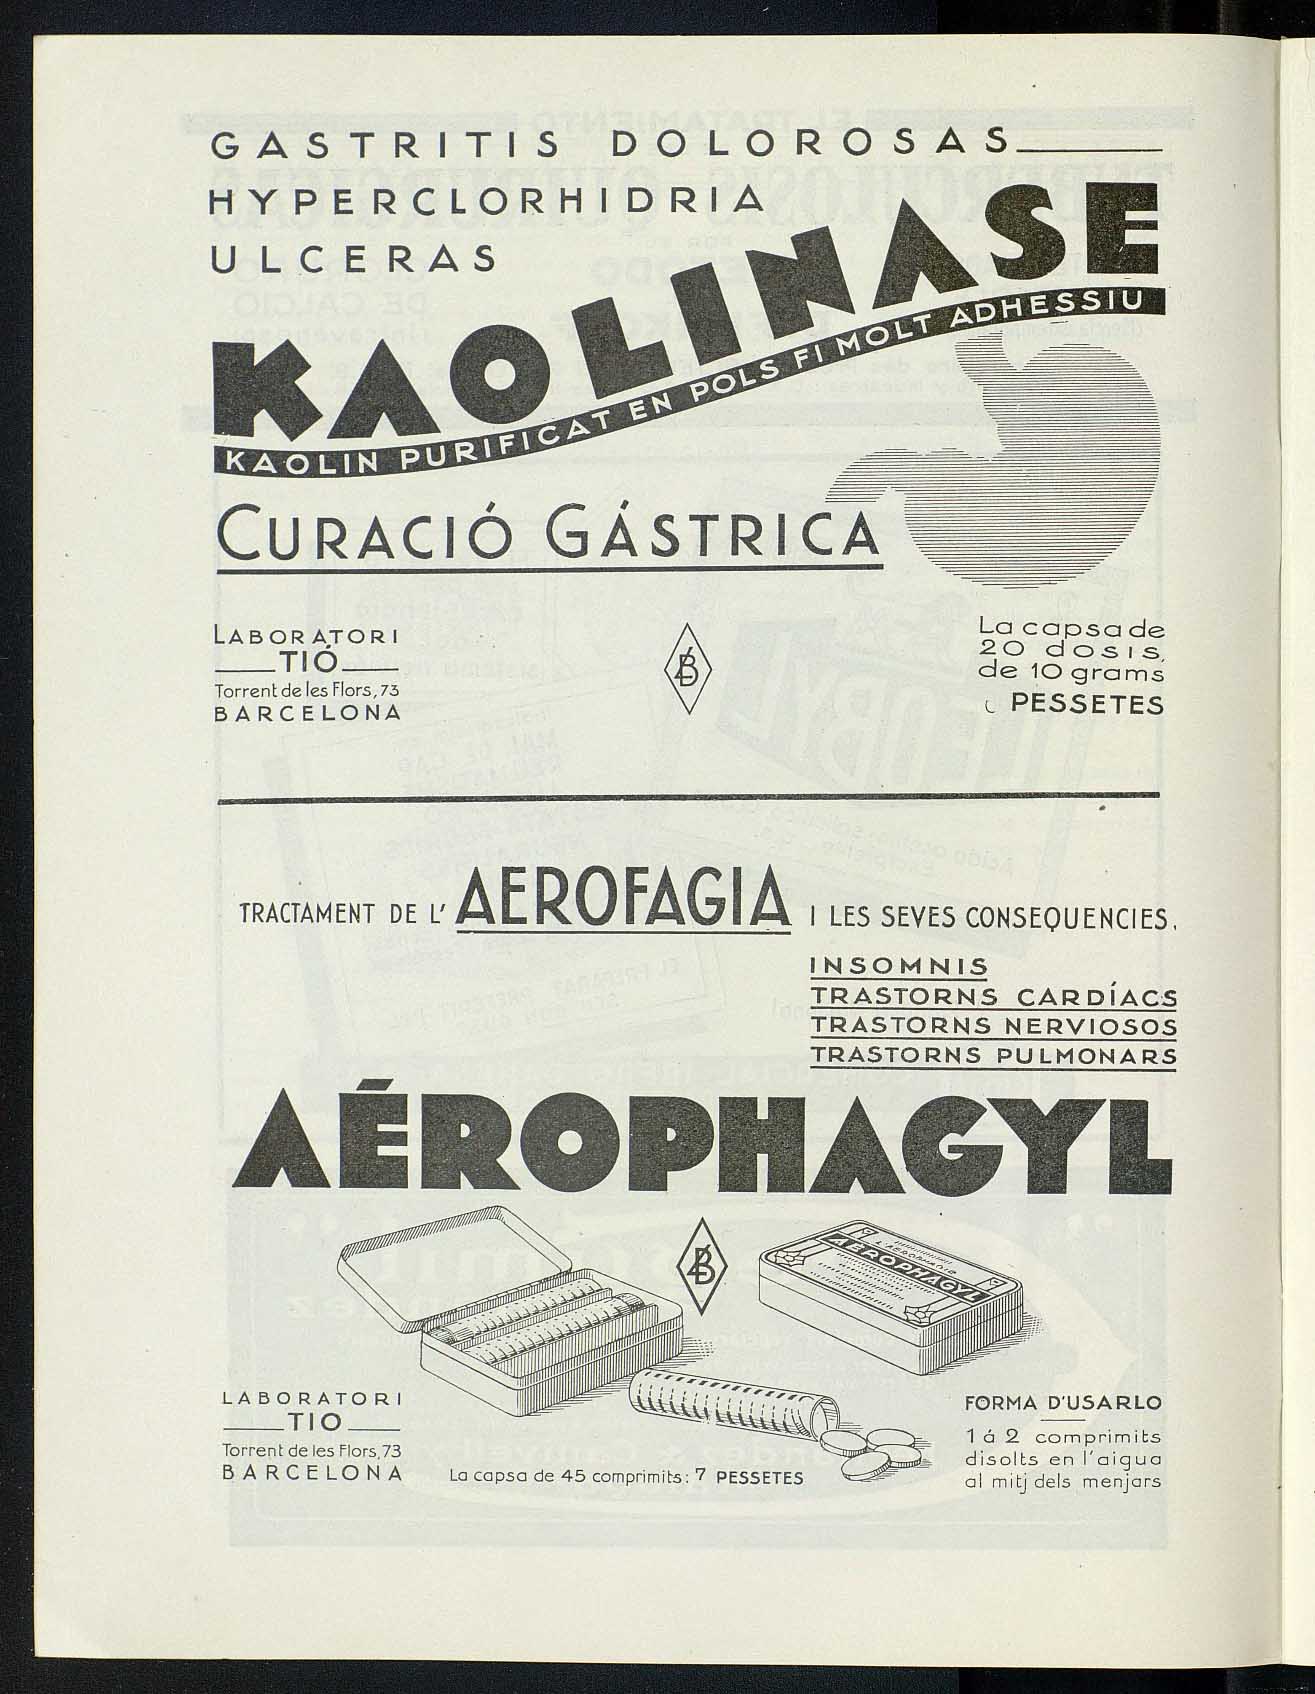 GASTRITIS DOLOROSAS
HYPERCLORHIDRIA
ULCERAS
KAOLINASE
KAOLIN PURIFICAT EN POLS FI MOLT ADHESSIU
CURACIÓ GÁSTRICA
LABORATORI
TIÓ
Torrent de les Flors, 73
BARCELONA
La capsa de
20 dosis,
de 10 grams
PESSETES
TRACTAMENT DE L' AEROFAGIA I LES SEVES CONSEQUENCIES.
INSOMNIS
TRASTORNS CARDÍACS
TRASTORNS NERVIOSOS
TRASTORNS PULMONARS
AÉROPHAGYL
L'AEROPHAGIE
AÉROPHAGYL
LABORATORI
TIO
Torrent de les Flors, 73
BARCELONA
La capsa de 45 comprimits: 7 PESSETES
FORMA D'USARLO
1 á 2 comprimits
disolts en l'aigua
al mitj dels menjars